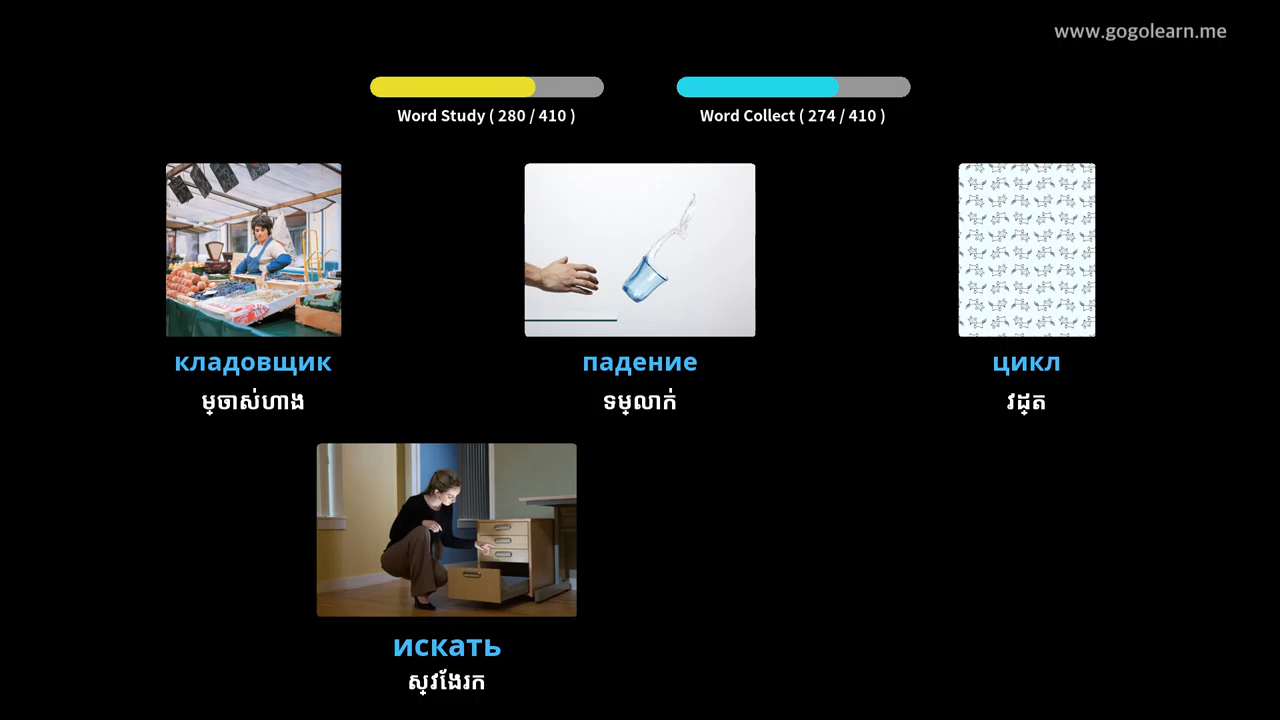 www.gogolearn.me
Word Study ( 280 / 410 )
Word Collect ( 274 / 410 )
кладовщик
падение
цикл
ម្ចាស់ហាង
ទម្លាក់
វដ្ត
искать
ស្វែងរក